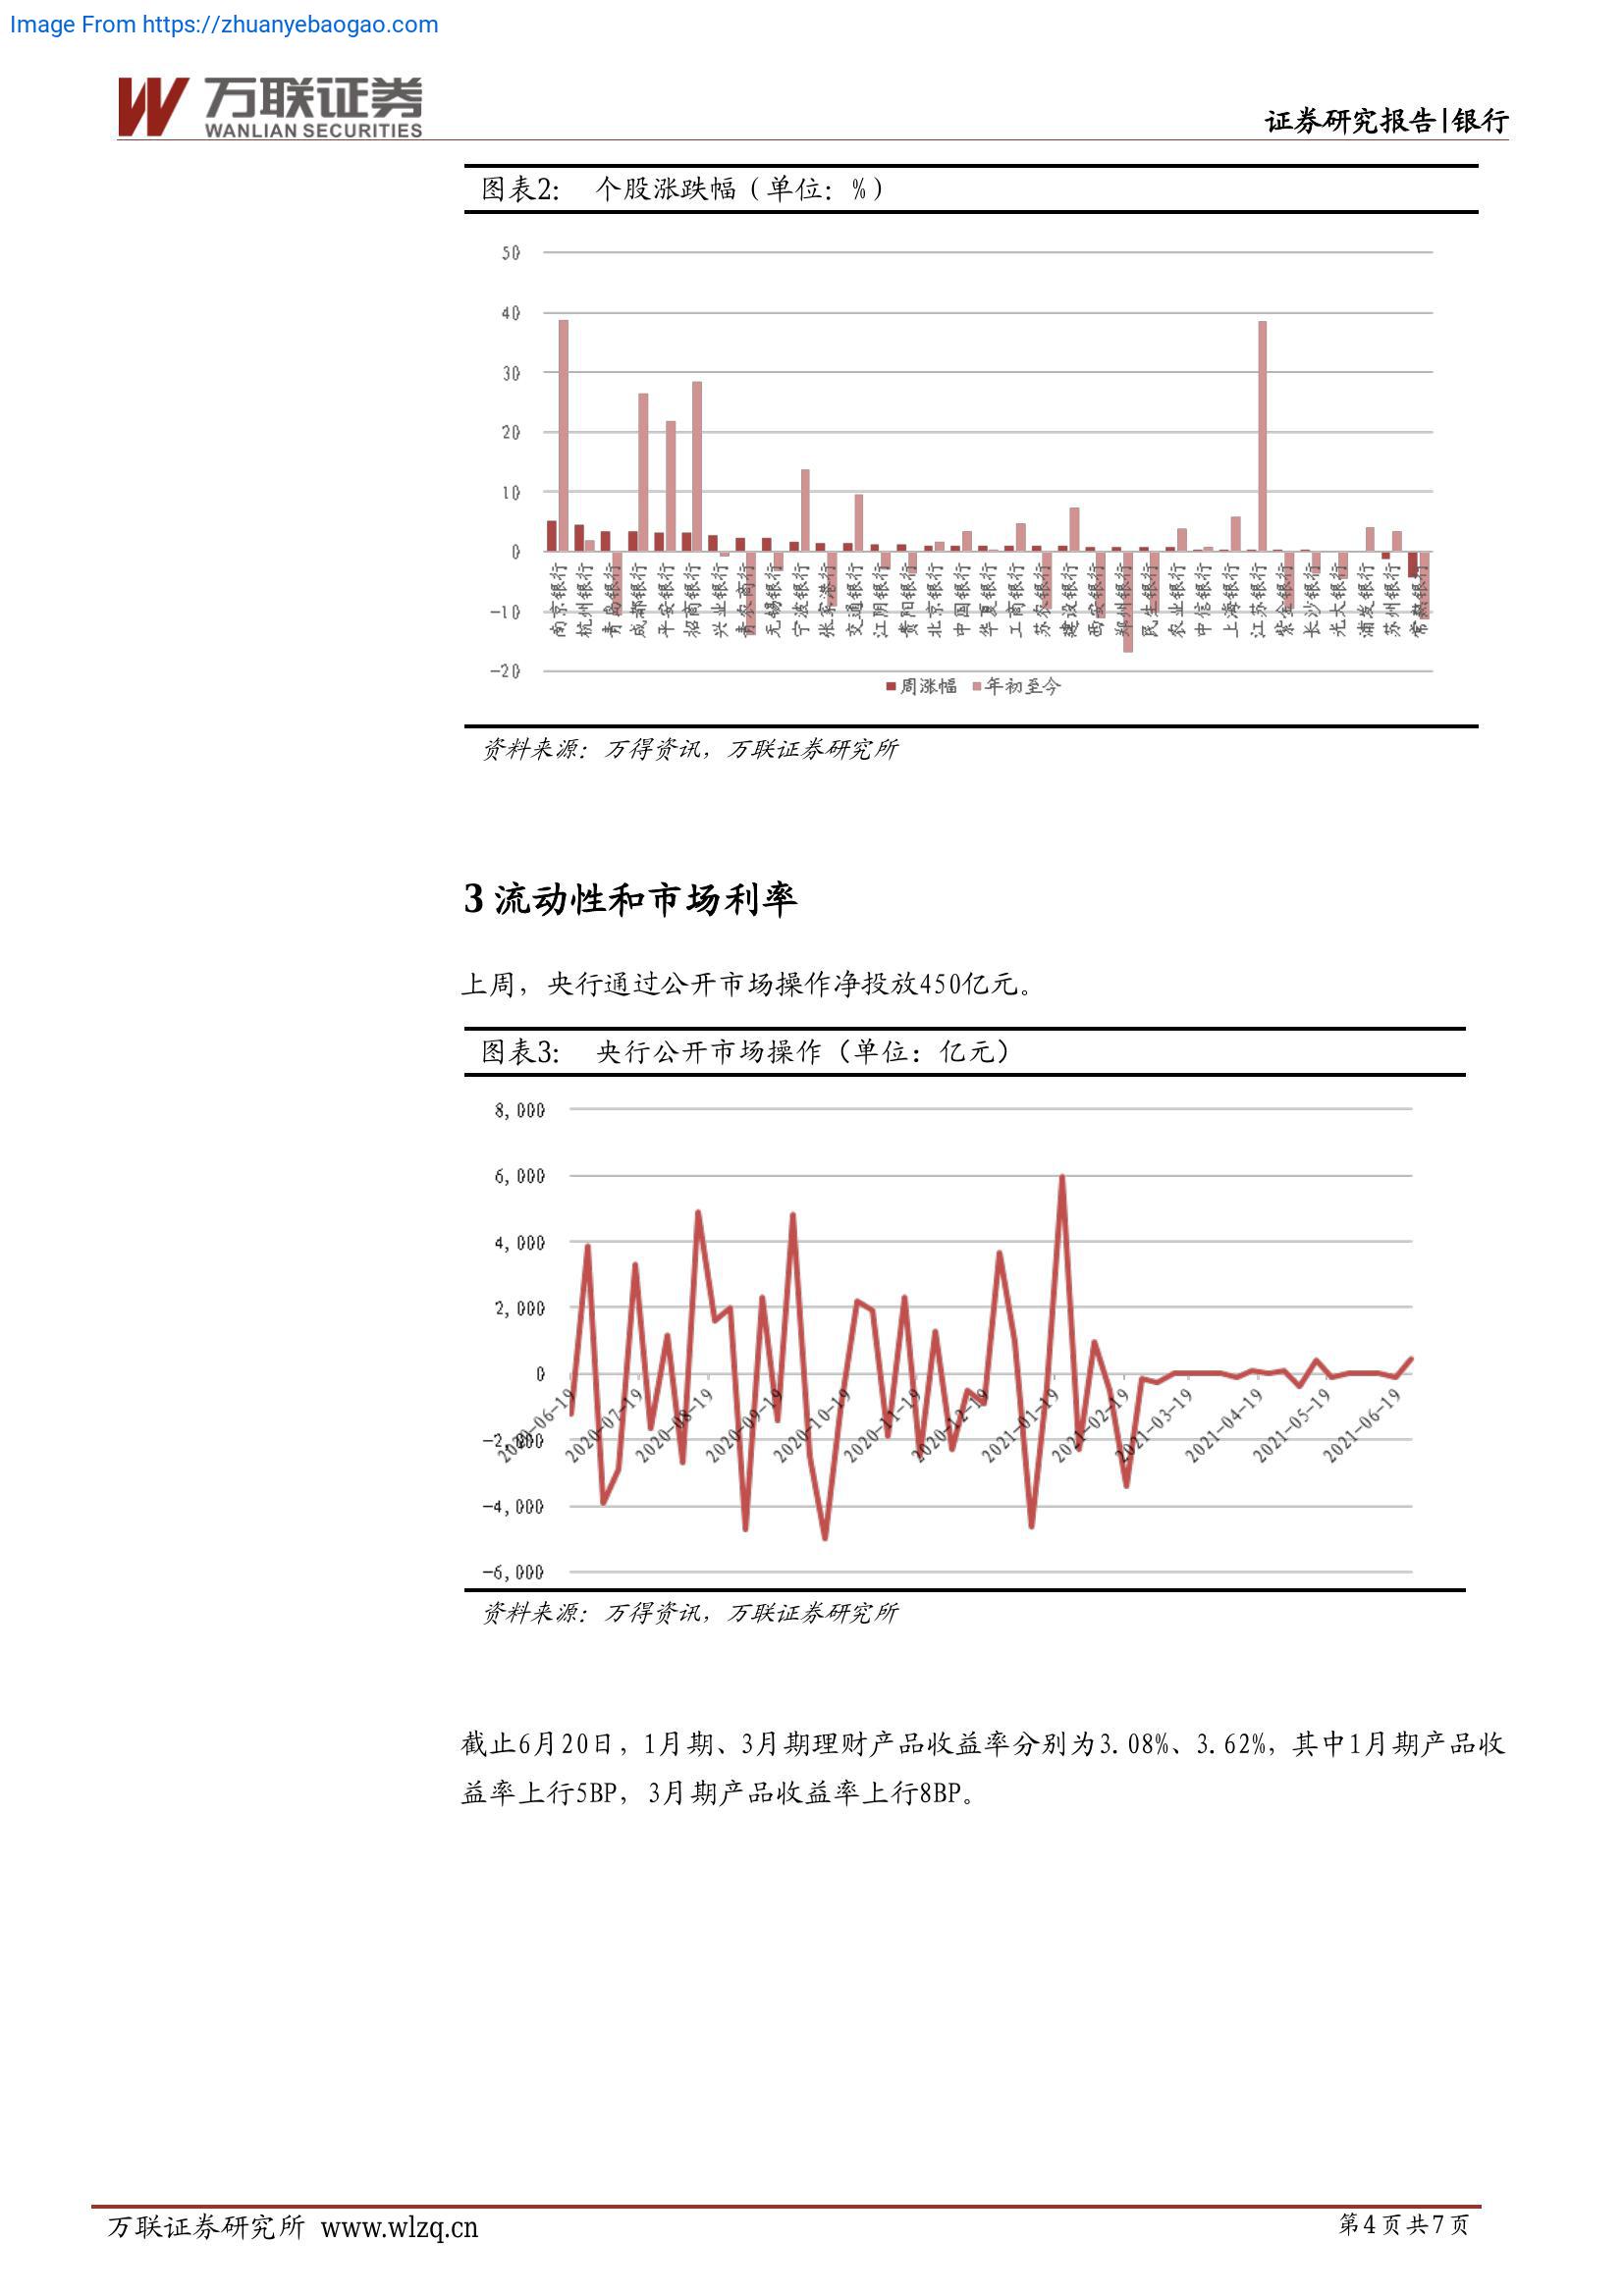 Image From https://zhuanyebaogao.com
万联证券
WANLIAN SECURITIES
证券研究报告|银行
图表2: 个股涨跌幅（单位：%）
50
40
30
20
10
0
-10
-20
南京银行
杭州银行
青岛银行
成都银行
平安银行
招商银行
兴业银行
青农商行
无锡银行
宁波银行
张家港行
交通银行
江阴银行
贵阳银行
北京银行
中国银行
华夏银行
工商银行
苏农银行
建设银行
西安银行
郑州银行
民生银行
农业银行
中信银行
上海银行
江苏银行
紫金银行
长沙银行
光大银行
浦发银行
苏州银行
常熟银行
周涨幅 年初至今
资料来源：万得资讯，万联证券研究所
3 流动性和市场利率
上周，央行通过公开市场操作净投放450亿元。
图表3: 央行公开市场操作（单位：亿元）
8,000
6,000
4,000
2,000
0
-2,000
-4,000
-6,000
2020-06-19
2020-07-19
2020-08-19
2020-09-19
2020-10-19
2020-11-19
2020-12-19
2021-01-19
2021-02-19
2021-03-19
2021-04-19
2021-05-19
2021-06-19
资料来源：万得资讯，万联证券研究所
截止6月20日，1月期、3月期理财产品收益率分别为3.08%、3.62%，其中1月期产品收
益率上行5BP， 3月期产品收益率上行8BP。
万联证券研究所 www.wlzq.cn
第4页共7页